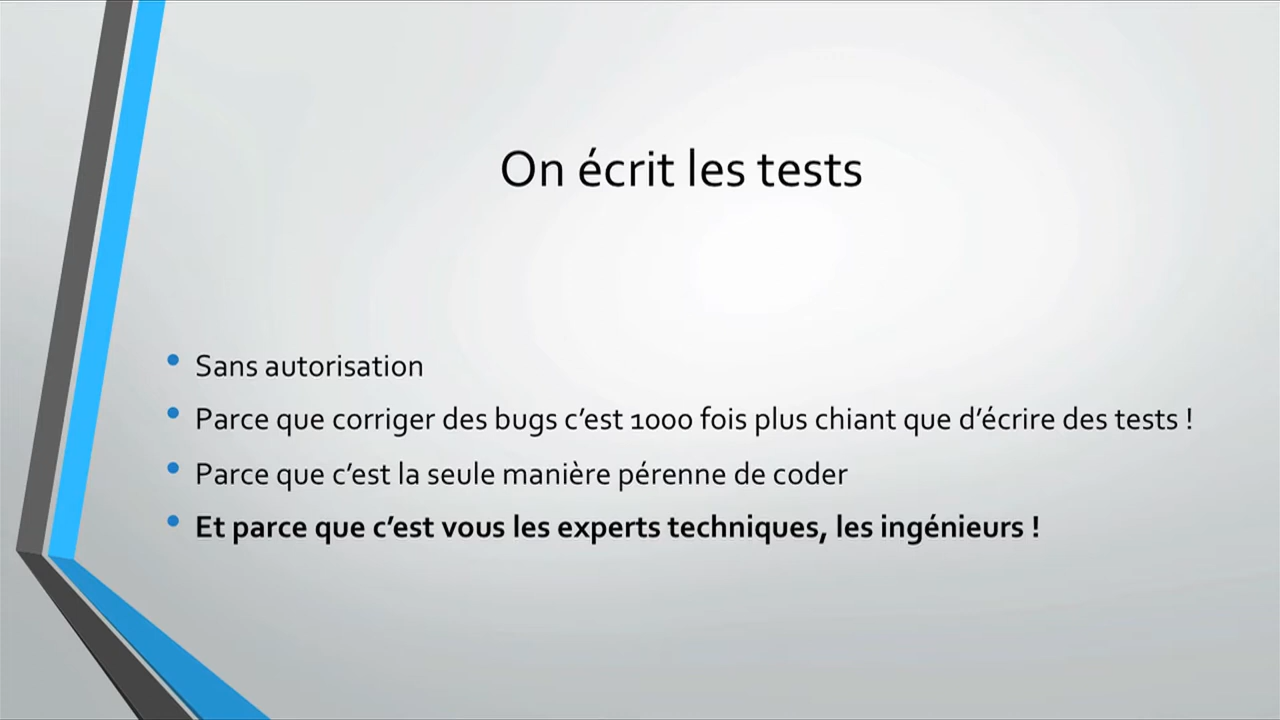 On écrit les tests
Sans autorisation
Parce que corriger des bugs c’est 1000 fois plus chiant que d’écrire des tests !
Parce que c’est la seule manière pérenne de coder
Et parce que c’est vous les experts techniques, les ingénieurs !